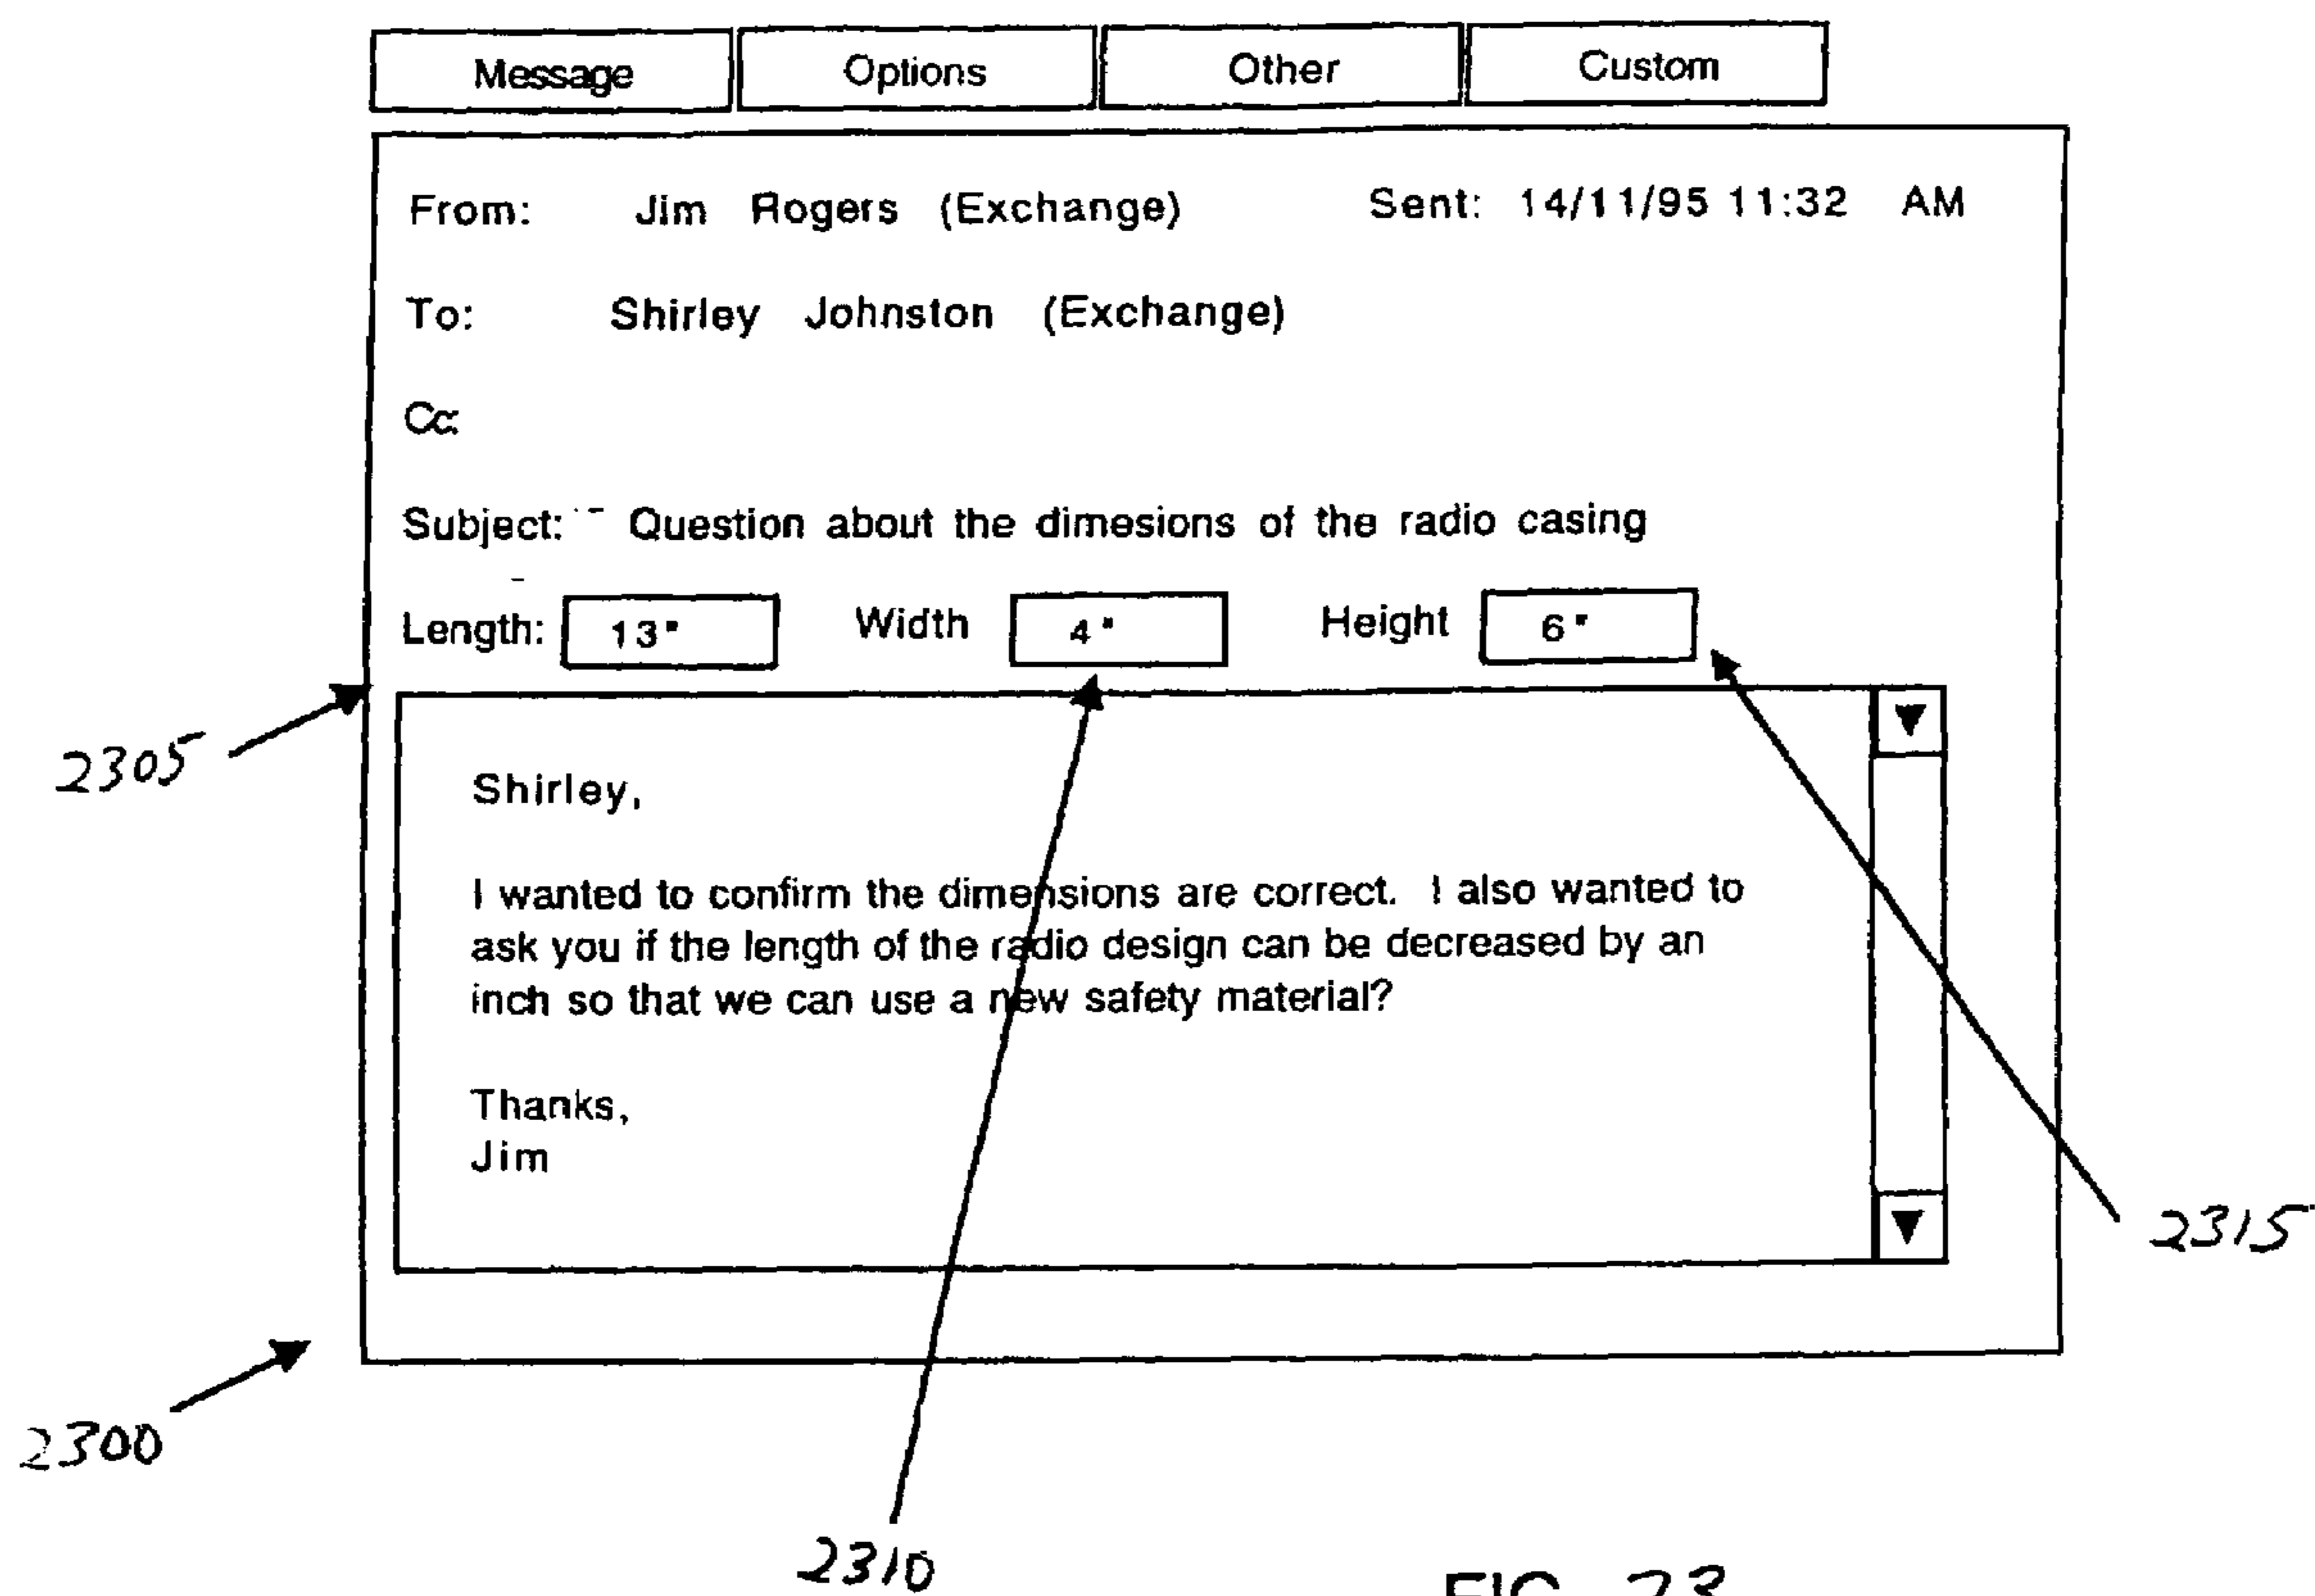 Message Options Other Custom
From: Jim Rogers (Exchange) Sent: 14/11/95 11:32 AM
To: Shirley Johnston (Exchange)
Cc:
Subject: Question about the dimesions of the radio casing
Length: 13" Width 4" Height 6"
2305
Shirley,
I wanted to confirm the dimensions are correct. I also wanted to
ask you if the length of the radio design can be decreased by an
inch so that we can use a new safety material?
Thanks,
Jim
2315
2300
2310
FIG. 23